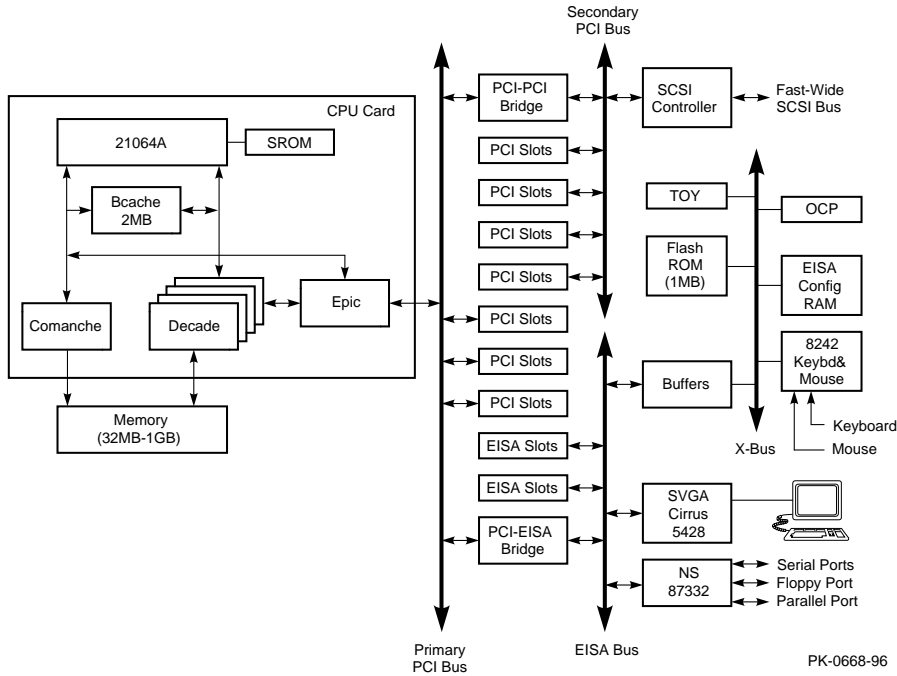 Secondary
PCI Bus
CPU Card
21064A
SROM
Bcache
2MB
Comanche
Decade
Epic
Memory
(32MB-1GB)
PCI-PCI
Bridge
PCI Slots
PCI Slots
PCI Slots
PCI Slots
PCI Slots
PCI Slots
PCI Slots
EISA Slots
EISA Slots
PCI-EISA
Bridge
Primary
PCI Bus
SCSI
Controller
Fast-Wide
SCSI Bus
TOY
OCP
Flash
ROM
(1MB)
EISA
Config
RAM
Buffers
8242
Keybd&
Mouse
Keyboard
Mouse
X-Bus
SVGA
Cirrus
5428
NS
87332
Serial Ports
Floppy Port
Parallel Port
EISA Bus
PK-0668-96